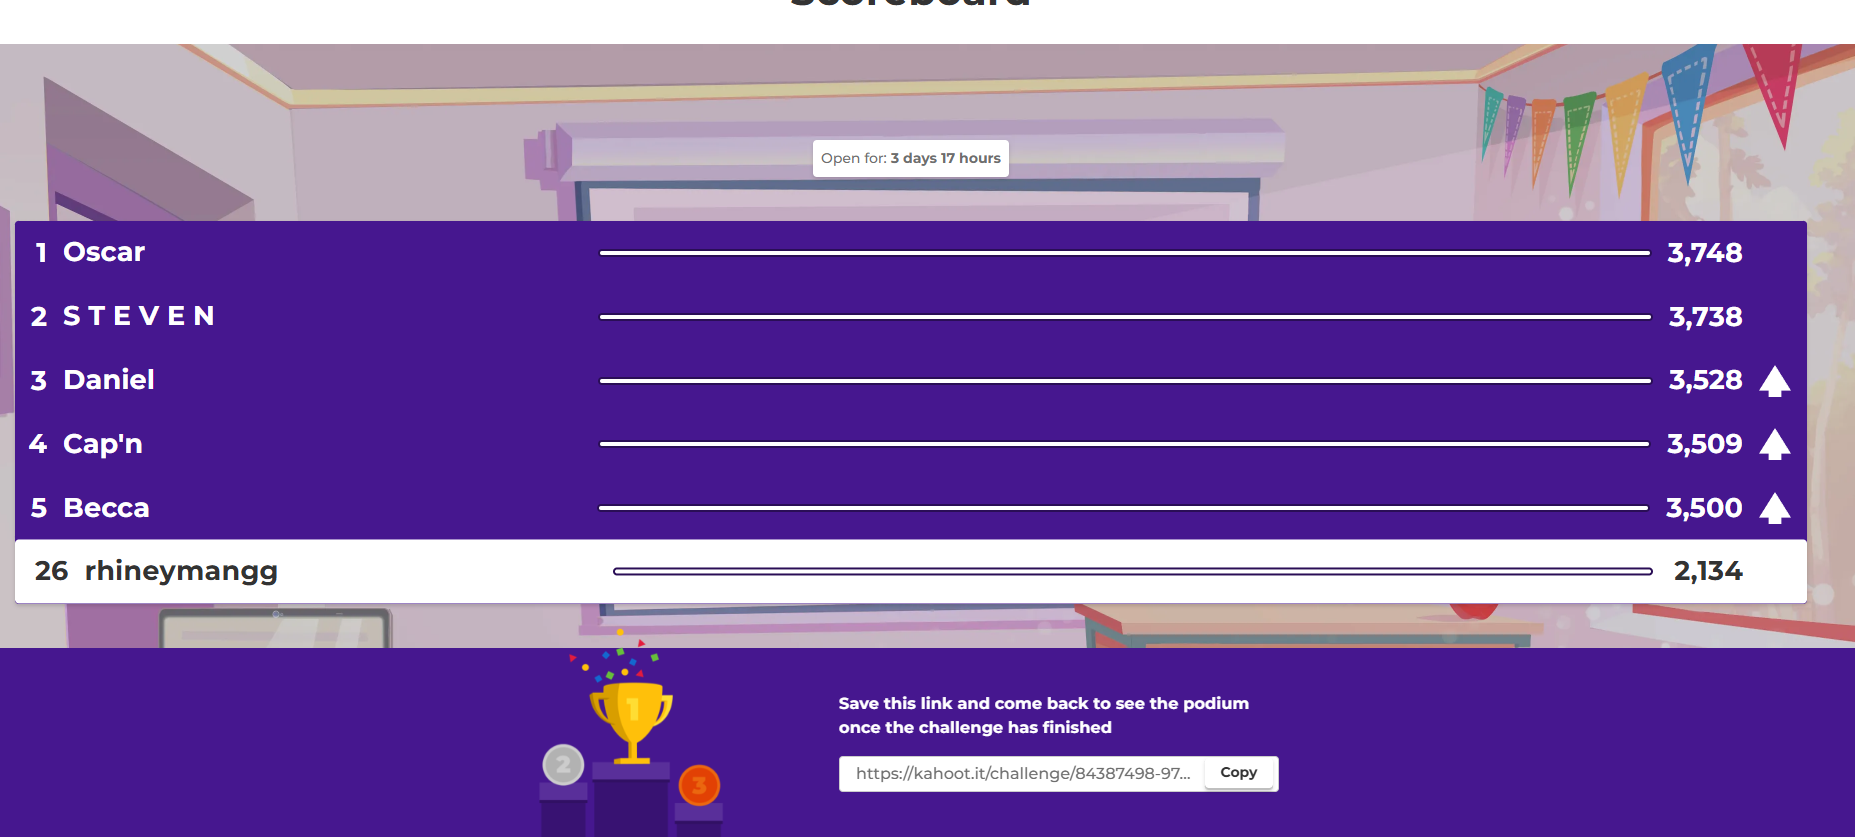 Scoreboard
Open for: 3 days 17 hours
1 Oscar 3,748
2 S T E V E N 3,738
3 Daniel 3,528
4 Cap'n 3,509
5 Becca 3,500
26 rhineymangg 2,134
1
2
3
Save this link and come back to see the podium
once the challenge has finished
https://kahoot.it/challenge/84387498-97... Copy